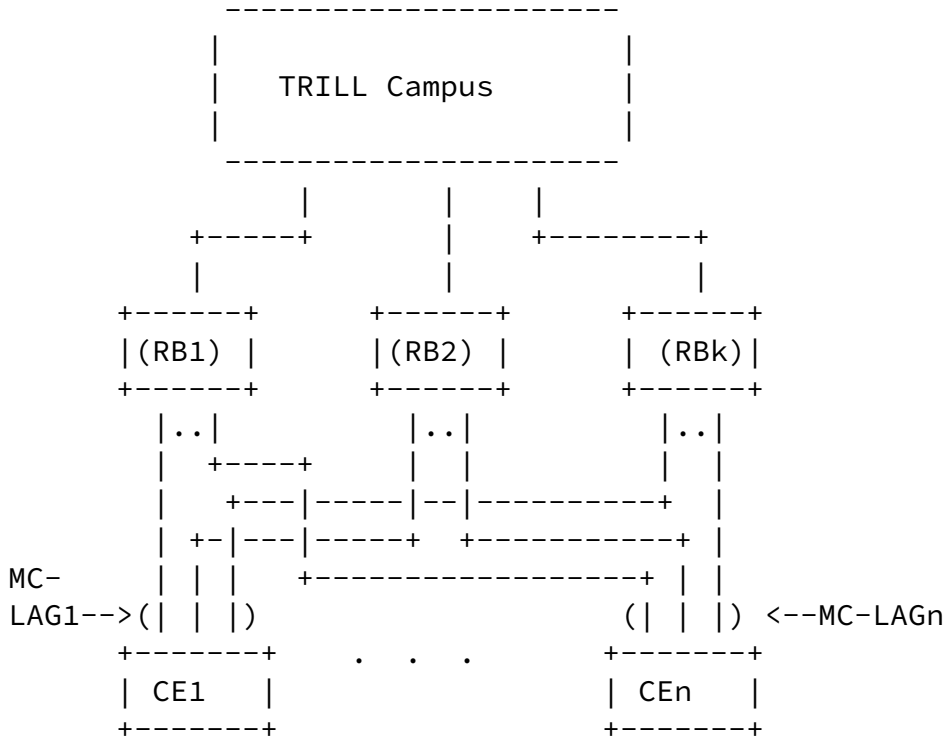 TRILL Campus
(RB1) (RB2) (RBk)
MC-
LAG1-->( ) ( ) <--MC-LAGn
. . .
CE1 CEn